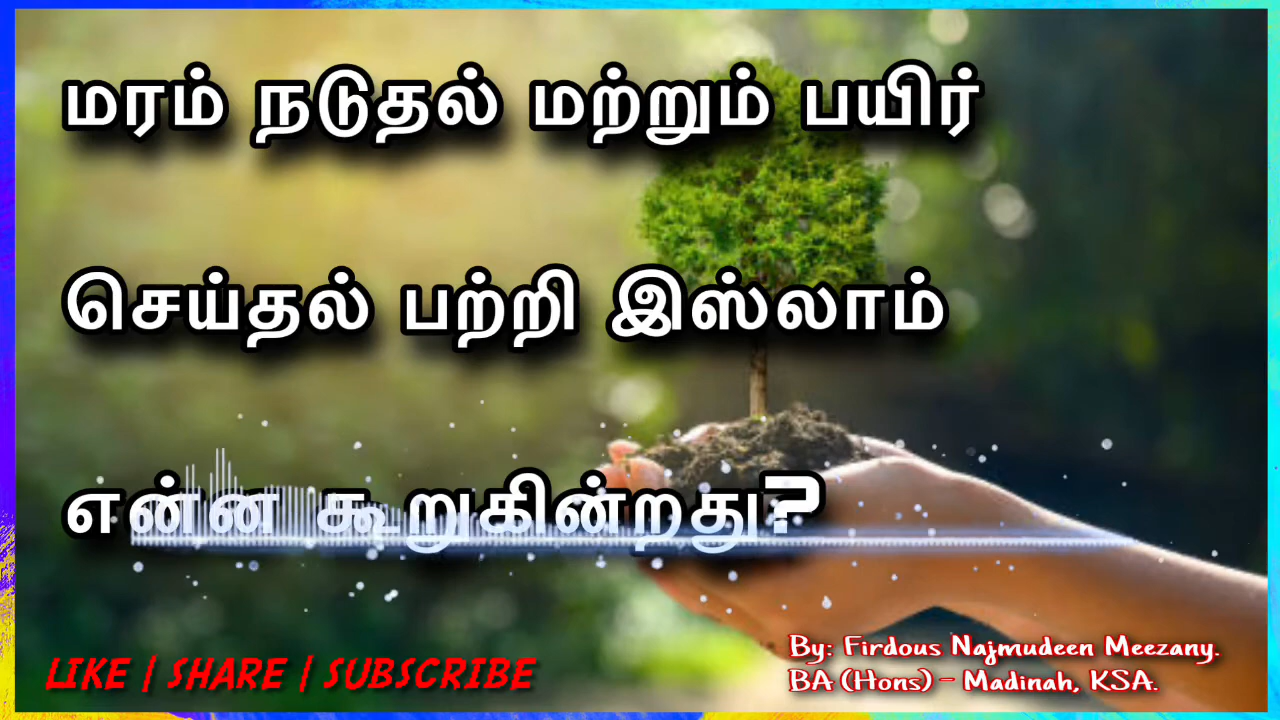 மரம் நடுதல் மற்றும் பயிர்
செய்தல் பற்றி இஸ்லாம்
என்ன கூறுகின்றது?
LIKE | SHARE | SUBSCRIBE
By: Firdous Najmudeen Meezany.
BA (Hons) - Madinah, KSA.